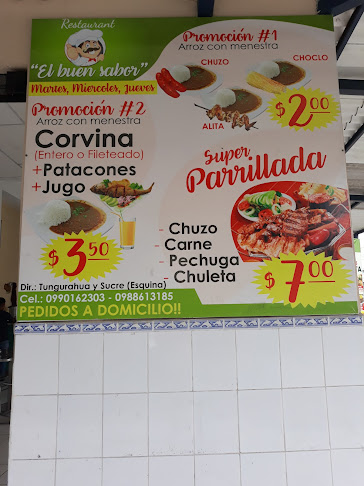 Restaurant
"El buen sabor"
Martes, Miercoles, Jueves
Promoción #1
Arroz con menestra
CHUZO
CHOCLO
ALITA
$2.00
Promoción #2
Arroz con menestra
Corvina
(Entero o Fileteado)
+Patacones
+Jugo
$3.50
Súper
Parrillada
- Chuzo
- Carne
- Pechuga
- Chuleta
$7.00
Dir.: Tungurahua y Sucre (Esquina)
Cel.: 0990162303 - 0988613185
PEDIDOS A DOMICILIO!!